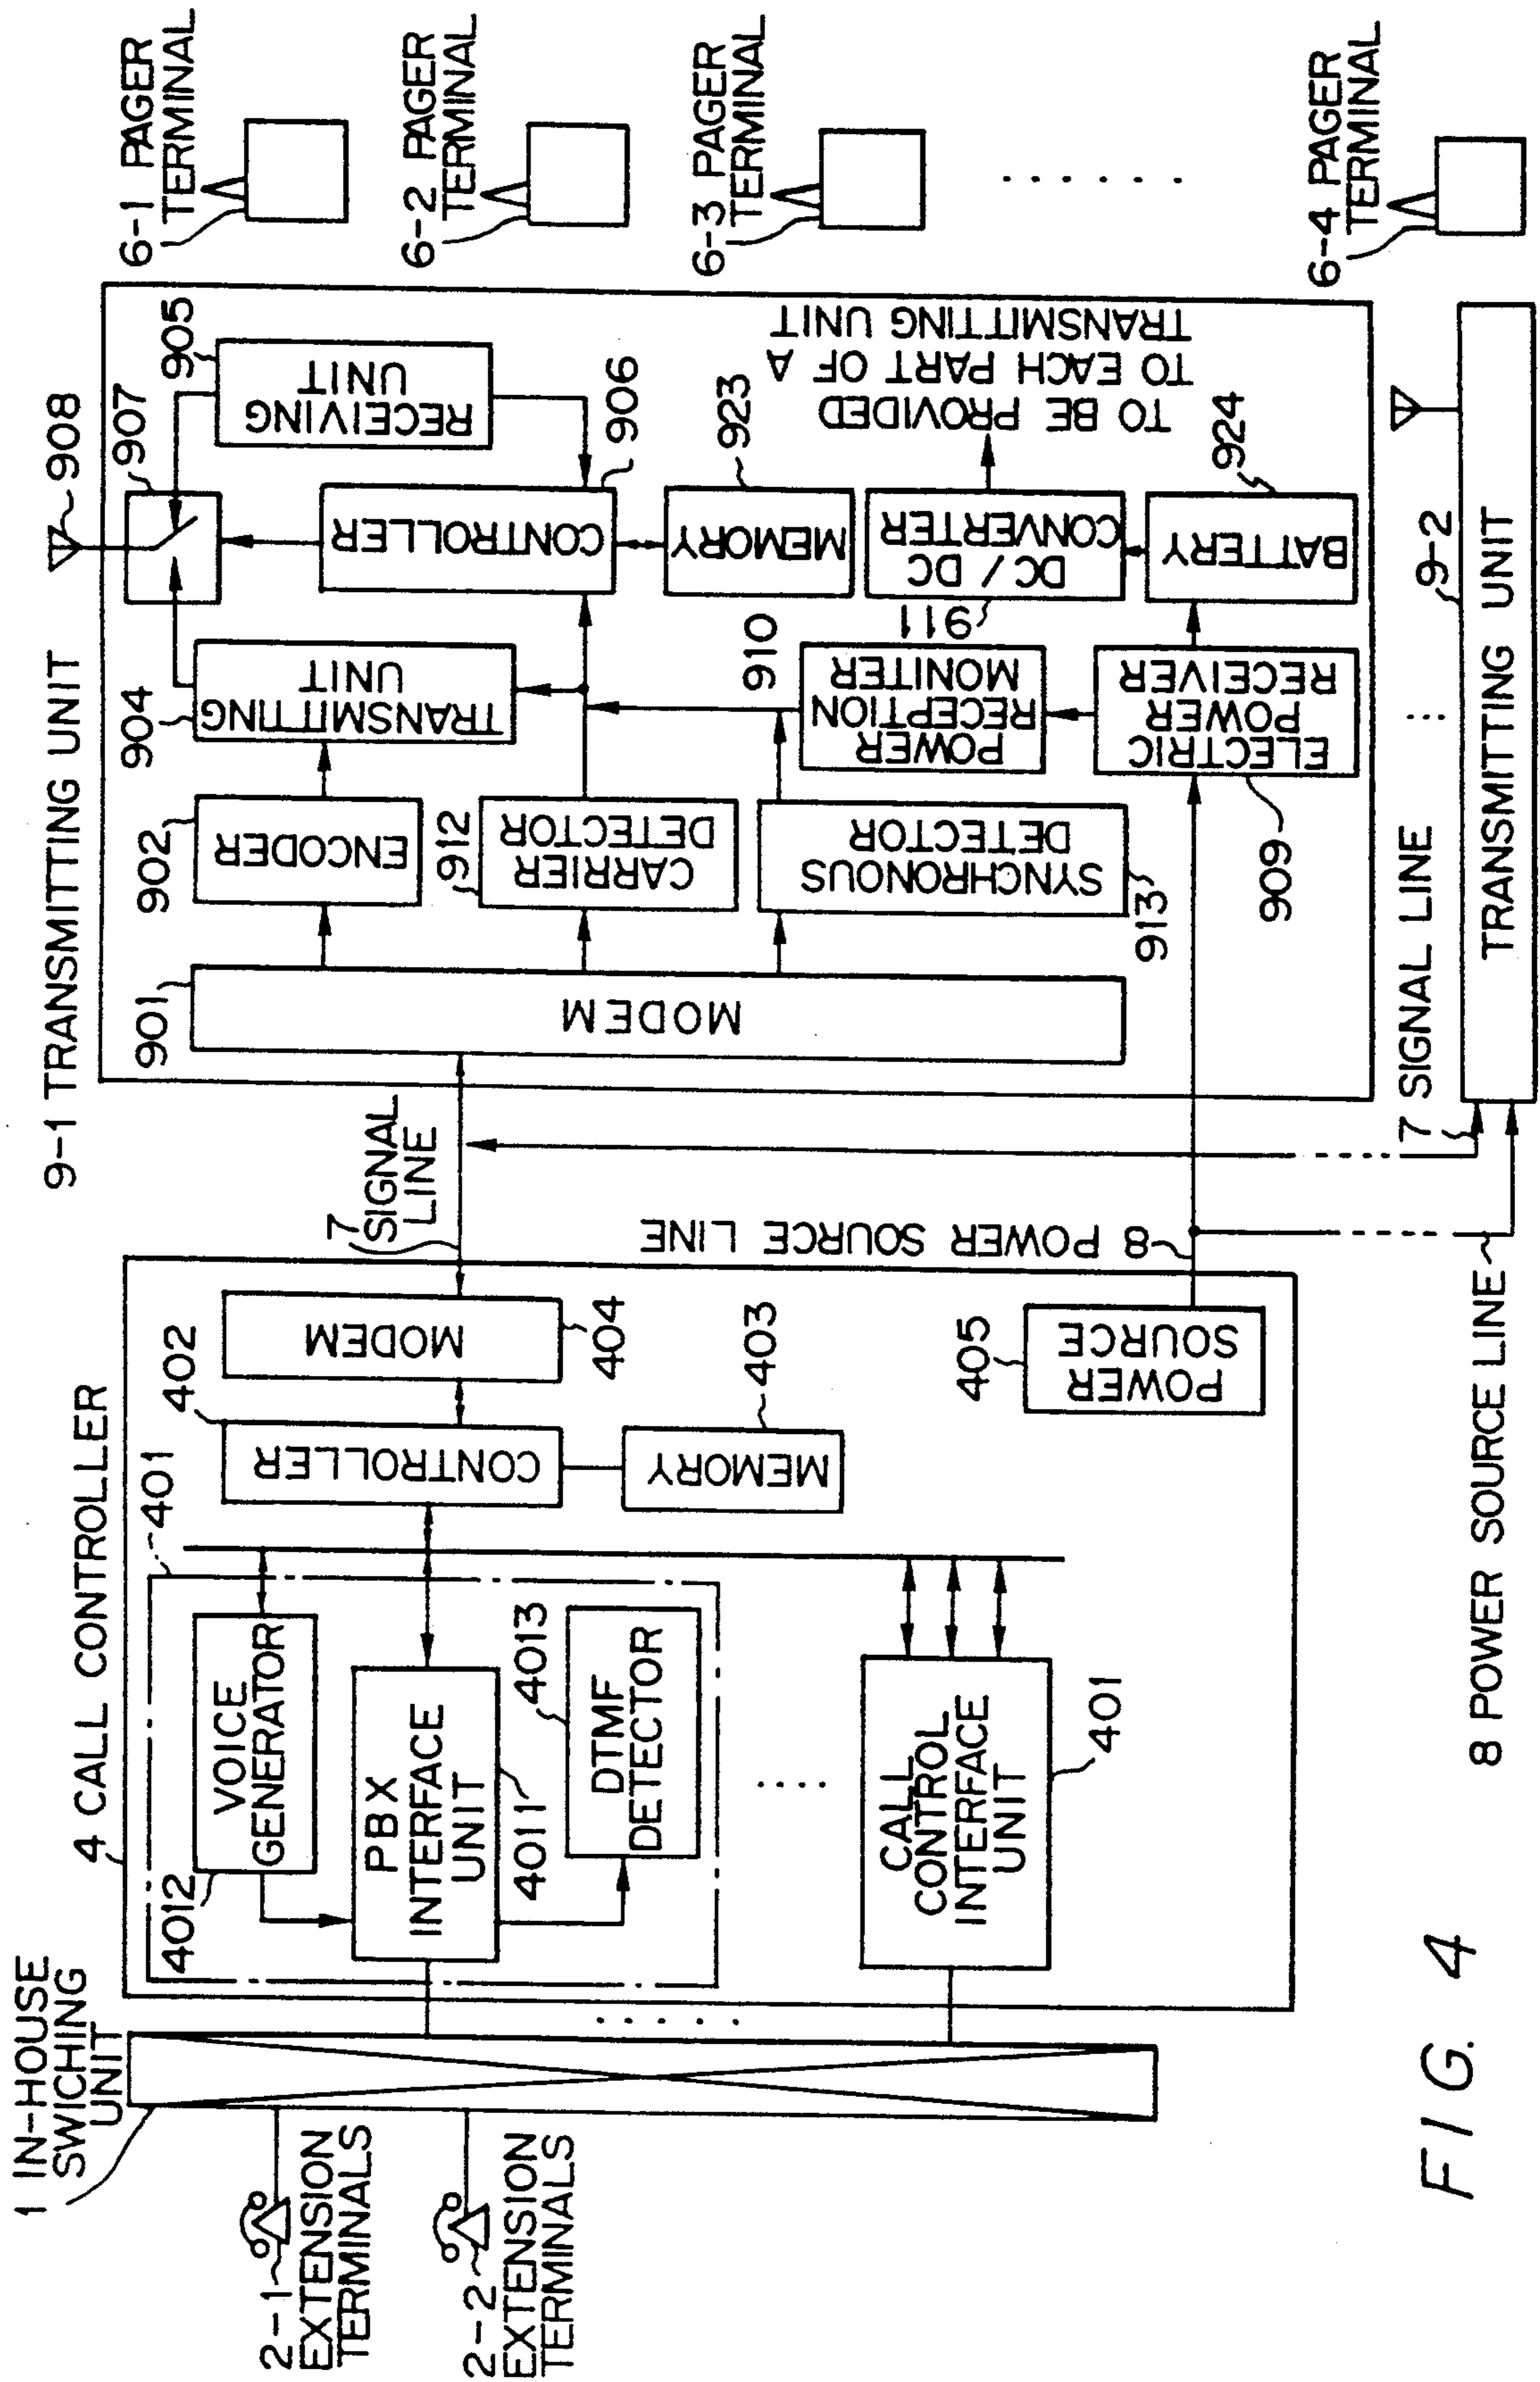 1 IN-HOUSE
SWICHING
UNIT
2-1
EXTENSION
TERMINALS
2-2
EXTENSION
TERMINALS
4 CALL CONTROLLER
401
4012
VOICE
GENERATOR
PBX
INTERFACE
UNIT
4011
4013
DTMF
DETECTOR
CALL
CONTROL
INTERFACE
UNIT
401
402
CONTROLLER
MEMORY
403
MODEM
404
405
POWER
SOURCE
7
SIGNAL
LINE
8 POWER SOURCE LINE
9-1 TRANSMITTING UNIT
901
MODEM
902
ENCODER
912
CARRIER
DETECTOR
SYNCHRONOUS
DETECTOR
913
904
TRANSMITTING
UNIT
910
POWER
RECEPTION
MONITER
ELECTRIC
POWER
RECEIVER
909
907
908
CONTROLLER
906
MEMORY
923
911
DC / DC
CONVERTER
BATTERY
924
905
RECEIVING
UNIT
TO BE PROVIDED
TO EACH PART OF A
TRANSMITTING UNIT
6-1 PAGER
TERMINAL
6-2 PAGER
TERMINAL
6-3 PAGER
TERMINAL
6-4 PAGER
TERMINAL
7 SIGNAL LINE
9-2
TRANSMITTING UNIT
8 POWER SOURCE LINE
FIG. 4